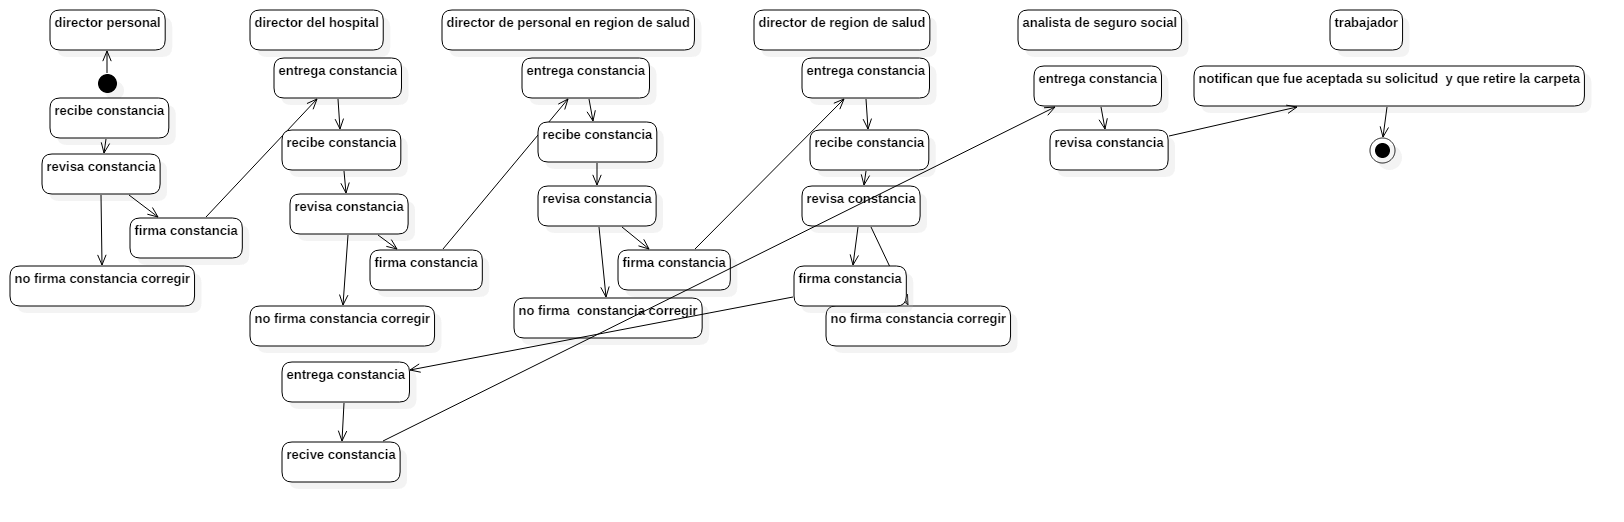 director personal
director del hospital
director de personal en region de salud
director de region de salud
analista de seguro social
trabajador
entrega constancia
entrega constancia
entrega constancia
entrega constancia
notifican que fue aceptada su solicitud  y que retire la carpeta
recibe constancia
recibe constancia
recibe constancia
recibe constancia
revisa constancia
revisa constancia
revisa constancia
revisa constancia
revisa constancia
firma constancia
firma constancia
firma constancia
firma constancia
no firma constancia corregir
no firma constancia corregir
no firma  constancia corregir
no firma constancia corregir
entrega constancia
recive constancia